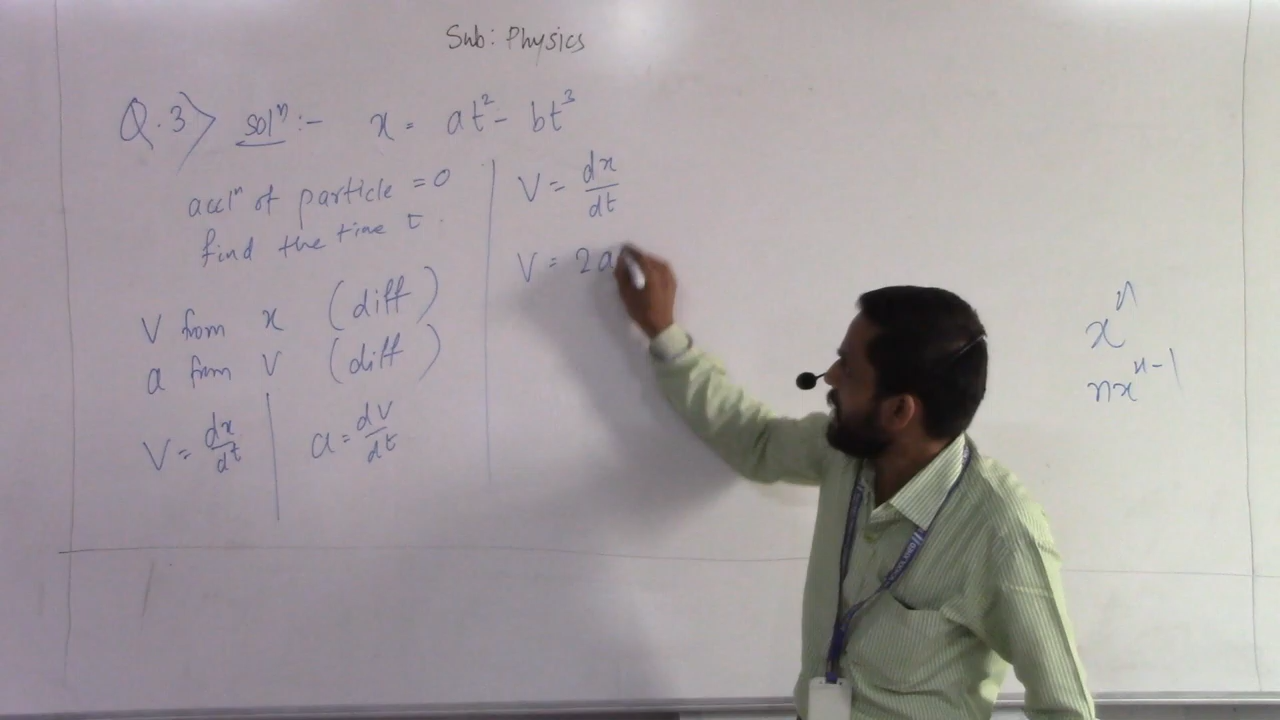 Sub: Physics
Q.3> solⁿ :- x = at² - bt³
accⁿ of particle = 0
find the time t.
V from x (diff)
a from V (diff)
V = dx/dt
a = dv/dt
V = dx/dt
V = 2a
xⁿ
nxⁿ⁻¹